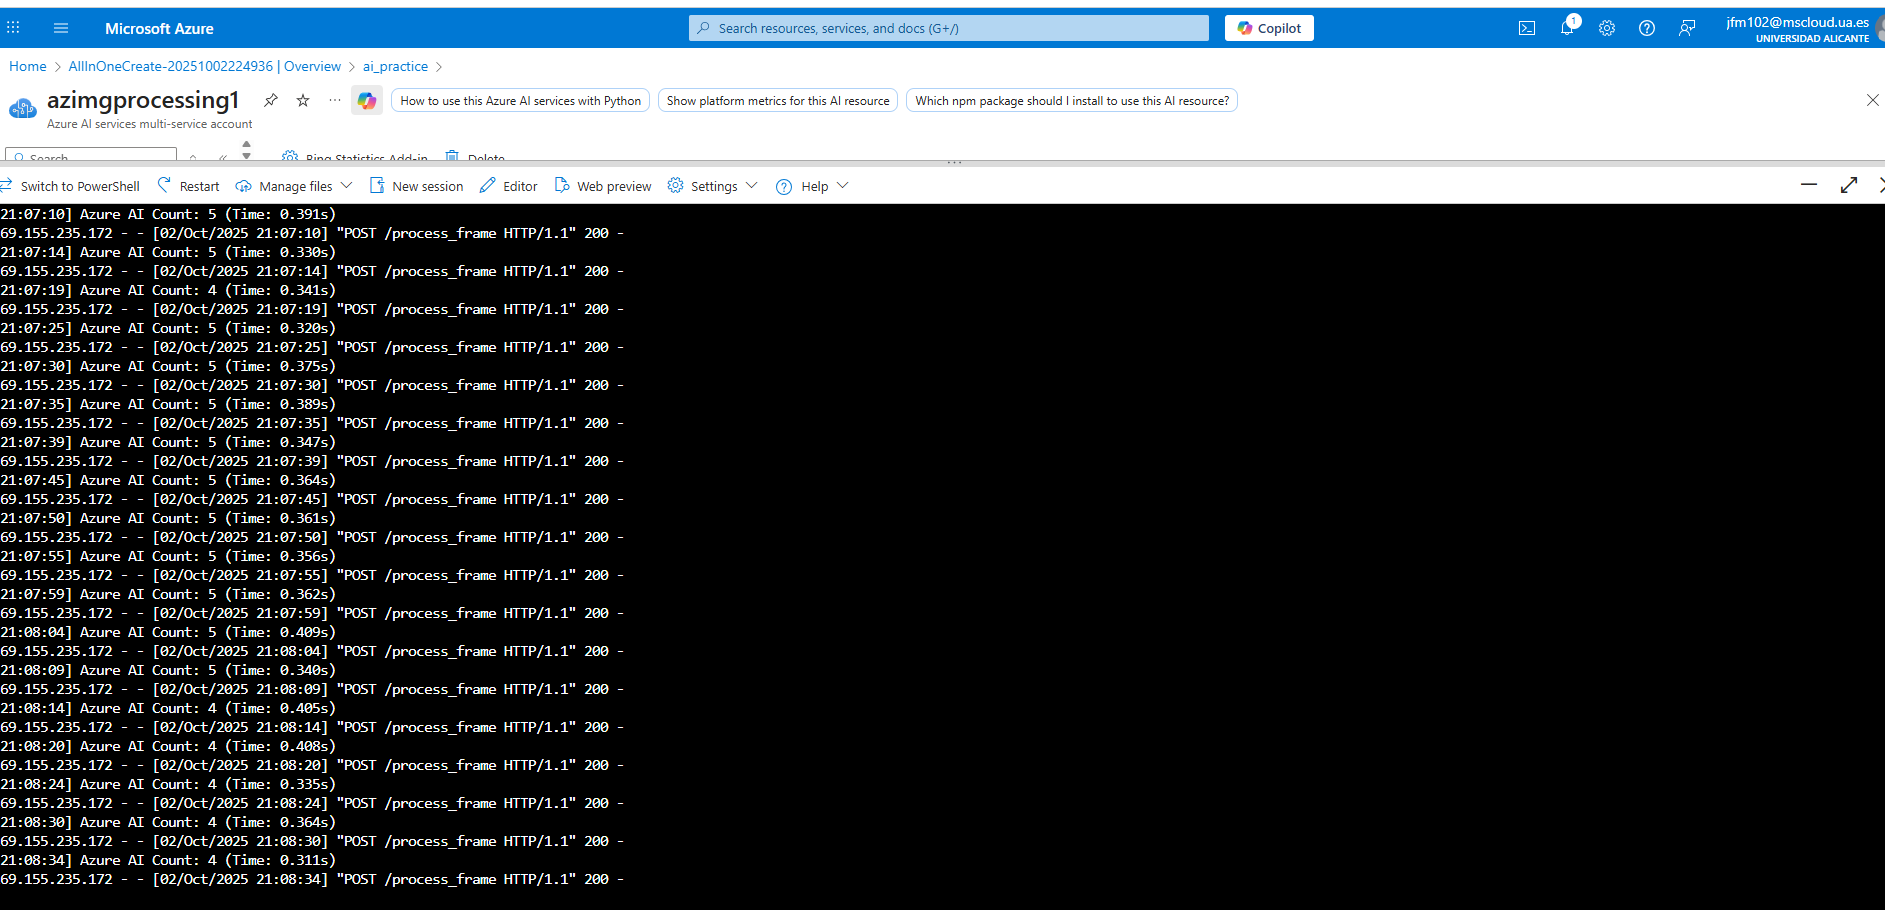 Microsoft Azure
Search resources, services, and docs (G+/)
Copilot
1
jfm102@mscloud.ua.es
UNIVERSIDAD ALICANTE
Home > AllInOneCreate-20251002224936 | Overview > ai_practice >
azimgprocessing1
How to use this Azure AI services with Python
Show platform metrics for this AI resource
Which npm package should I install to use this AI resource?
Azure AI services multi-service account
Search
Bing Statistics Add-in
Delete
Switch to PowerShell
Restart
Manage files
New session
Editor
Web preview
Settings
Help
21:07:10] Azure AI Count: 5 (Time: 0.391s)
69.155.235.172 - - [02/Oct/2025 21:07:10] "POST /process_frame HTTP/1.1" 200 -
21:07:14] Azure AI Count: 5 (Time: 0.330s)
69.155.235.172 - - [02/Oct/2025 21:07:14] "POST /process_frame HTTP/1.1" 200 -
21:07:19] Azure AI Count: 4 (Time: 0.341s)
69.155.235.172 - - [02/Oct/2025 21:07:19] "POST /process_frame HTTP/1.1" 200 -
21:07:25] Azure AI Count: 5 (Time: 0.320s)
69.155.235.172 - - [02/Oct/2025 21:07:25] "POST /process_frame HTTP/1.1" 200 -
21:07:30] Azure AI Count: 5 (Time: 0.375s)
69.155.235.172 - - [02/Oct/2025 21:07:30] "POST /process_frame HTTP/1.1" 200 -
21:07:35] Azure AI Count: 5 (Time: 0.389s)
69.155.235.172 - - [02/Oct/2025 21:07:35] "POST /process_frame HTTP/1.1" 200 -
21:07:39] Azure AI Count: 5 (Time: 0.347s)
69.155.235.172 - - [02/Oct/2025 21:07:39] "POST /process_frame HTTP/1.1" 200 -
21:07:45] Azure AI Count: 5 (Time: 0.364s)
69.155.235.172 - - [02/Oct/2025 21:07:45] "POST /process_frame HTTP/1.1" 200 -
21:07:50] Azure AI Count: 5 (Time: 0.361s)
69.155.235.172 - - [02/Oct/2025 21:07:50] "POST /process_frame HTTP/1.1" 200 -
21:07:55] Azure AI Count: 5 (Time: 0.356s)
69.155.235.172 - - [02/Oct/2025 21:07:55] "POST /process_frame HTTP/1.1" 200 -
21:07:59] Azure AI Count: 5 (Time: 0.362s)
69.155.235.172 - - [02/Oct/2025 21:07:59] "POST /process_frame HTTP/1.1" 200 -
21:08:04] Azure AI Count: 5 (Time: 0.409s)
69.155.235.172 - - [02/Oct/2025 21:08:04] "POST /process_frame HTTP/1.1" 200 -
21:08:09] Azure AI Count: 5 (Time: 0.340s)
69.155.235.172 - - [02/Oct/2025 21:08:09] "POST /process_frame HTTP/1.1" 200 -
21:08:14] Azure AI Count: 4 (Time: 0.405s)
69.155.235.172 - - [02/Oct/2025 21:08:14] "POST /process_frame HTTP/1.1" 200 -
21:08:20] Azure AI Count: 4 (Time: 0.408s)
69.155.235.172 - - [02/Oct/2025 21:08:20] "POST /process_frame HTTP/1.1" 200 -
21:08:24] Azure AI Count: 4 (Time: 0.335s)
69.155.235.172 - - [02/Oct/2025 21:08:24] "POST /process_frame HTTP/1.1" 200 -
21:08:30] Azure AI Count: 4 (Time: 0.364s)
69.155.235.172 - - [02/Oct/2025 21:08:30] "POST /process_frame HTTP/1.1" 200 -
21:08:34] Azure AI Count: 4 (Time: 0.311s)
69.155.235.172 - - [02/Oct/2025 21:08:34] "POST /process_frame HTTP/1.1" 200 -